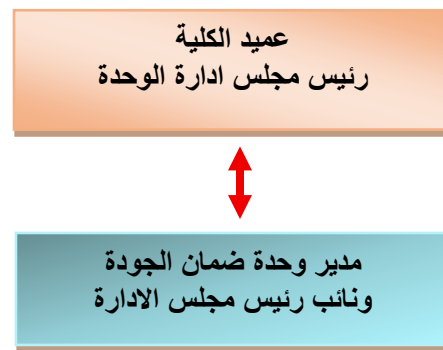 عميد الكلية
رئيس مجلس ادارة الوحدة
مدير وحدة ضمان الجودة
ونائب رئيس مجلس الادارة